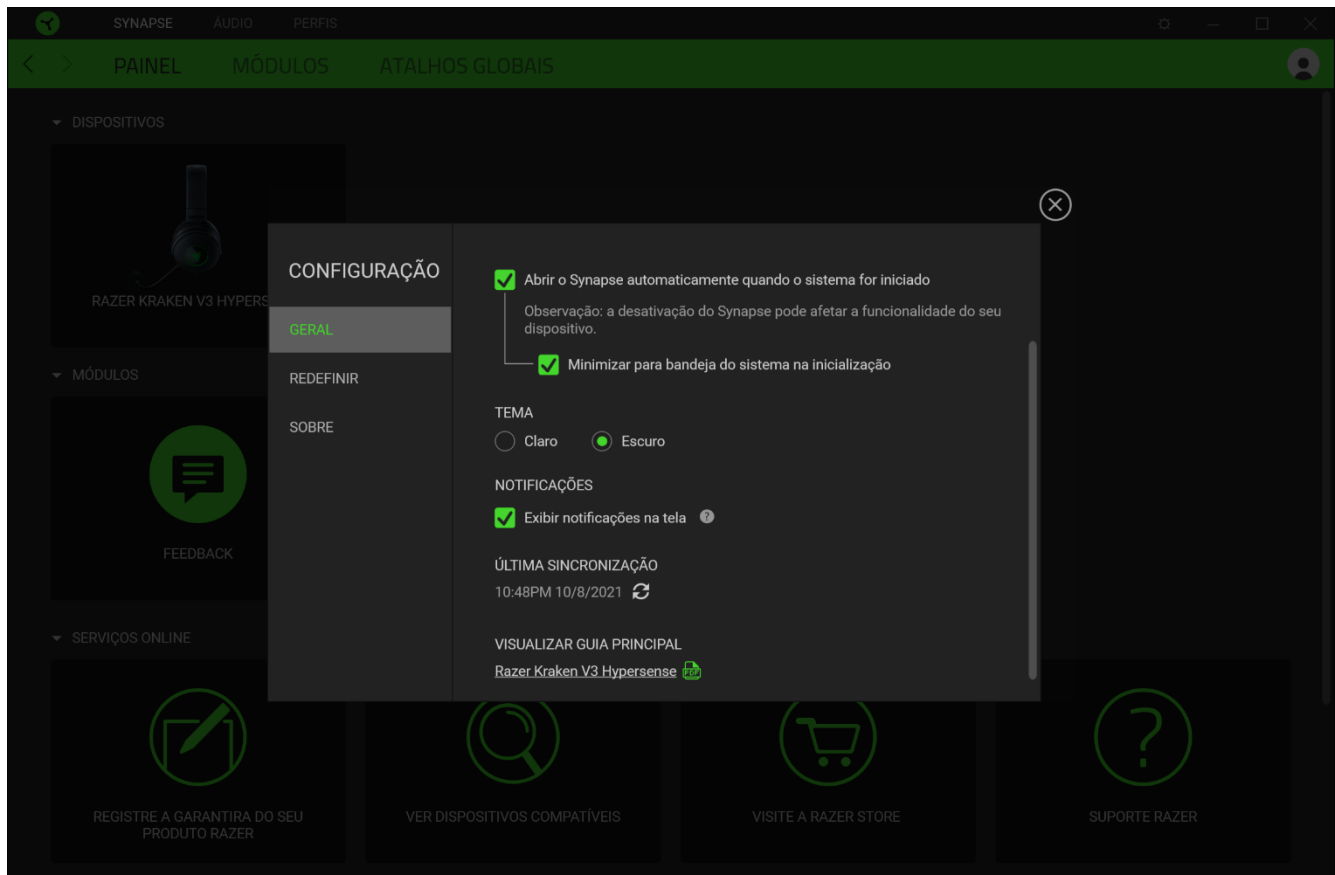 SYNAPSE ÁUDIO PERFIS
PAINEL MÓDULOS ATALHOS GLOBAIS
DISPOSITIVOS
RAZER KRAKEN V3 HYPERS
MÓDULOS
FEEDBACK
CONFIGURAÇÃO
GERAL
REDEFINIR
SOBRE
Abrir o Synapse automaticamente quando o sistema for iniciado
Observação: a desativação do Synapse pode afetar a funcionalidade do seu
dispositivo.
Minimizar para bandeja do sistema na inicialização
TEMA
Claro Escuro
NOTIFICAÇÕES
Exibir notificações na tela ?
ÚLTIMA SINCRONIZAÇÃO
10:48PM 10/8/2021
VISUALIZAR GUIA PRINCIPAL
Razer Kraken V3 Hypersense PDF
SERVIÇOS ONLINE
REGISTRE A GARANTIRA DO SEU
PRODUTO RAZER
VER DISPOSITIVOS COMPATÍVEIS
VISITE A RAZER STORE
SUPORTE RAZER